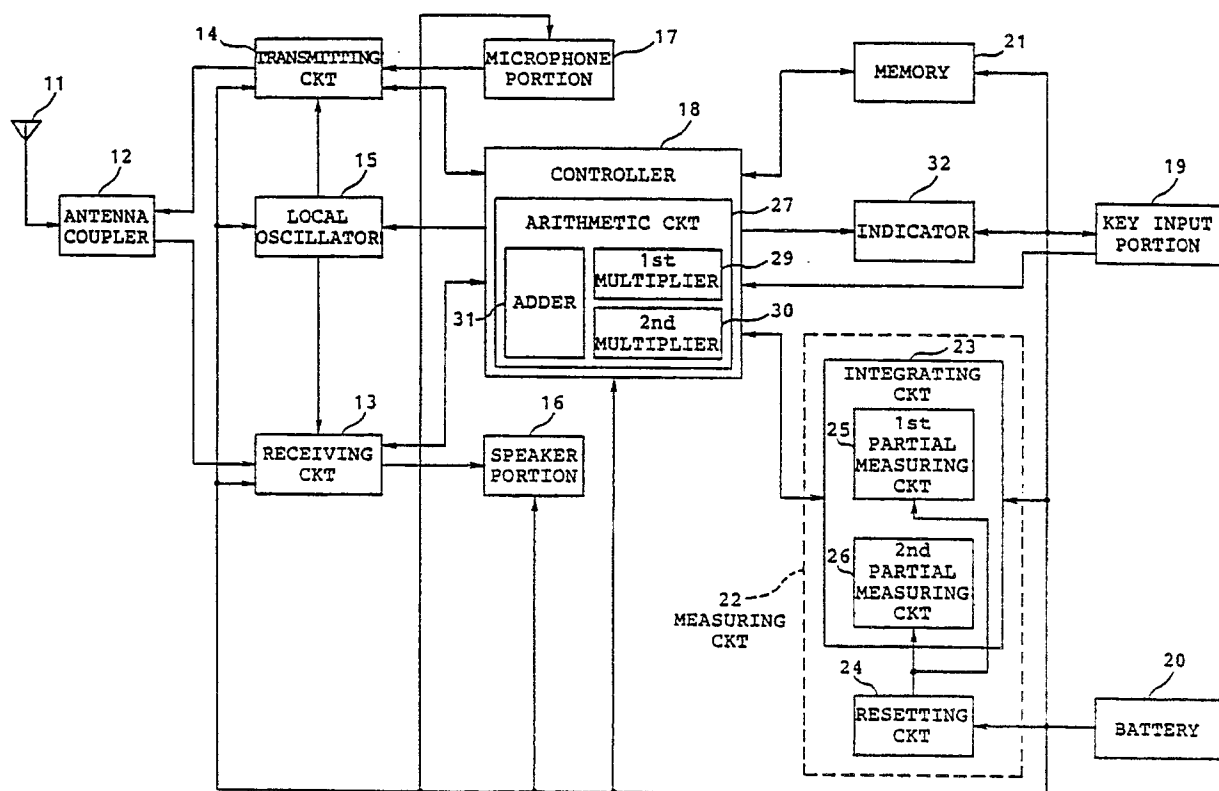 14
TRANSMITTING
CKT
17
MICROPHONE
PORTION
21
MEMORY
11
12
ANTENNA
COUPLER
15
LOCAL
OSCILLATOR
18
CONTROLLER
27
ARITHMETIC CKT
31
ADDER
29
1st
MULTIPLIER
30
2nd
MULTIPLIER
32
INDICATOR
19
KEY INPUT
PORTION
13
RECEIVING
CKT
16
SPEAKER
PORTION
23
INTEGRATING
CKT
25
1st
PARTIAL
MEASURING
CKT
26
2nd
PARTIAL
MEASURING
CKT
22
MEASURING
CKT
24
RESETTING
CKT
20
BATTERY